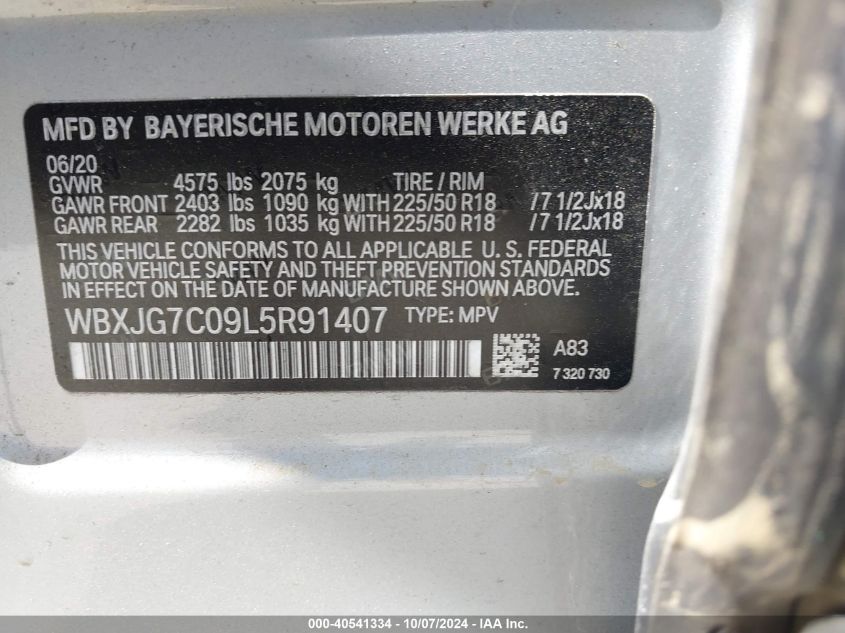 MFD BY BAYERISCHE MOTOREN WERKE AG
06/20
GVWR 4575 lbs 2075 kg TIRE / RIM
GAWR FRONT 2403 lbs 1090 kg WITH 225/50 R18 /7 1/2Jx18
GAWR REAR 2282 lbs 1035 kg WITH 225/50 R18 /7 1/2Jx18
THIS VEHICLE CONFORMS TO ALL APPLICABLE U. S. FEDERAL
MOTOR VEHICLE SAFETY AND THEFT PREVENTION STANDARDS
IN EFFECT ON THE DATE OF MANUFACTURE SHOWN ABOVE.
WBXJG7C09L5R91407 TYPE: MPV
A83
7 320 730
000-40541334 - 10/07/2024 - IAA Inc.